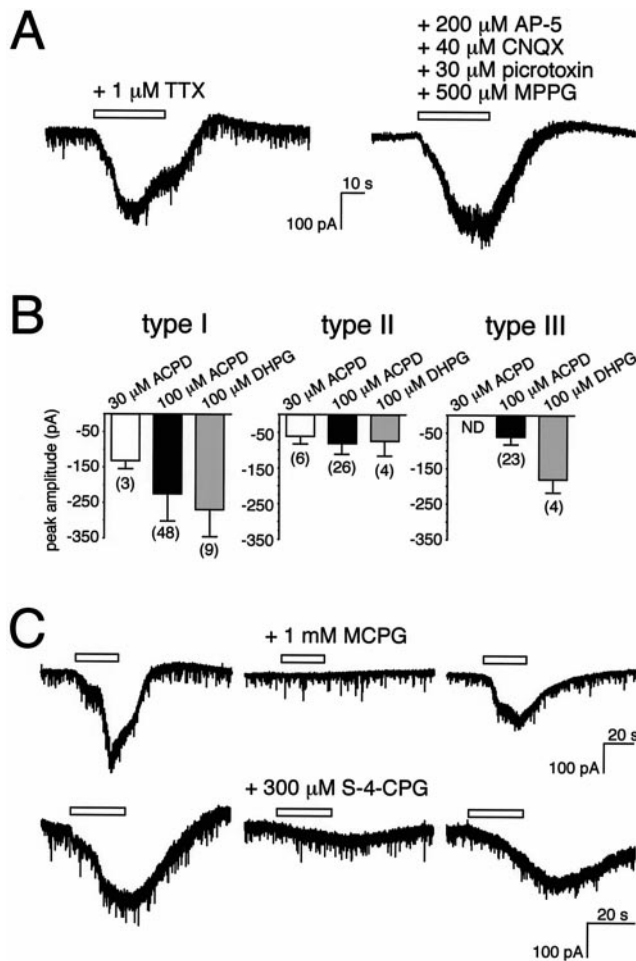 A
+ 1 µM TTX
+ 200 µM AP-5
+ 40 µM CNQX
+ 30 µM picrotoxin
+ 500 µM MPPG
10 s
100 pA
B
type I
type II
type III
30 µM ACPD
100 µM ACPD
100 µM DHPG
30 µM ACPD
100 µM ACPD
100 µM DHPG
30 µM ACPD
100 µM ACPD
100 µM DHPG
peak amplitude (pA)
-50
-150
-250
-350
(3)
(48)
(9)
-50
-150
-250
-350
(6)
(26)
(4)
-50
-150
-250
-350
ND
(23)
(4)
C
+ 1 mM MCPG
20 s
100 pA
+ 300 µM S-4-CPG
20 s
100 pA